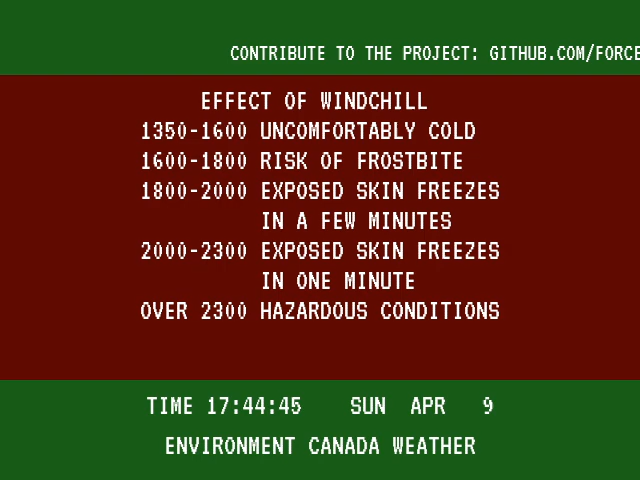 CONTRIBUTE TO THE PROJECT: GITHUB.COM/FORCE
EFFECT OF WINDCHILL
1350-1600 UNCOMFORTABLY COLD
1600-1800 RISK OF FROSTBITE
1800-2000 EXPOSED SKIN FREEZES
IN A FEW MINUTES
2000-2300 EXPOSED SKIN FREEZES
IN ONE MINUTE
OVER 2300 HAZARDOUS CONDITIONS
TIME 17:44:45 SUN APR 9
ENVIRONMENT CANADA WEATHER